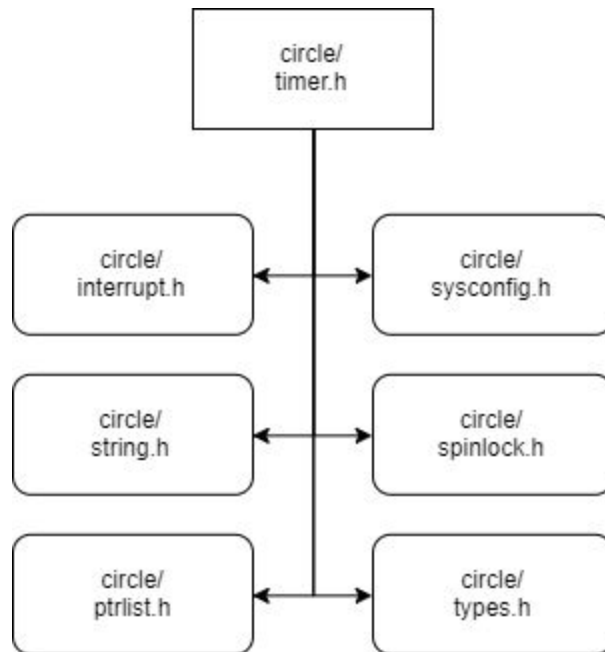 circle/
timer.h
circle/
interrupt.h
circle/
sysconfig.h
circle/
string.h
circle/
spinlock.h
circle/
ptrlist.h
circle/
types.h